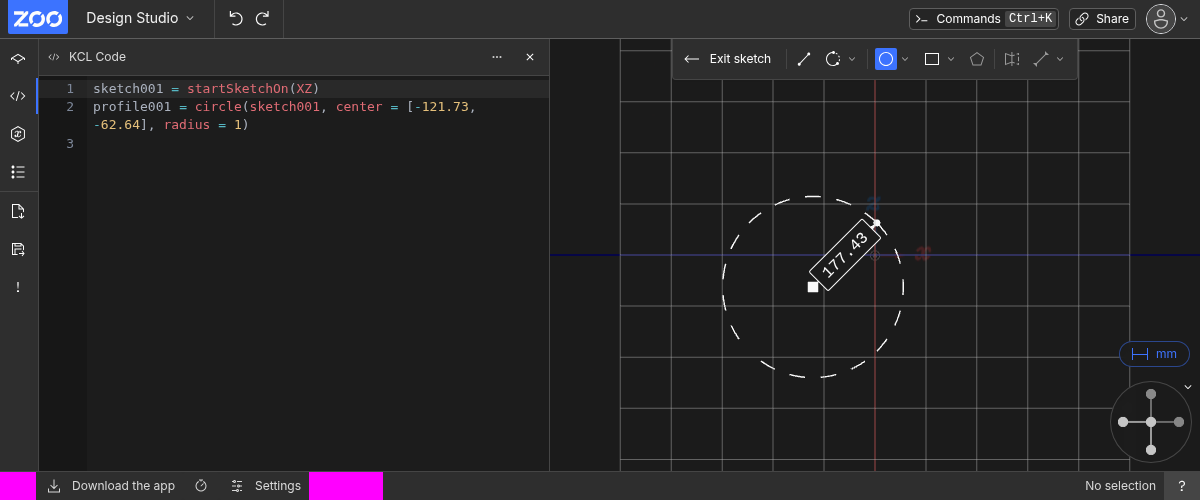 ZOO
Design Studio
Commands Ctrl+K
Share
KCL Code
Exit sketch
1 sketch001 = startSketchOn(XZ)
2 profile001 = circle(sketch001, center = [-121.73,
-62.64], radius = 1)
3
177.43
mm
Download the app
Settings
No selection
?